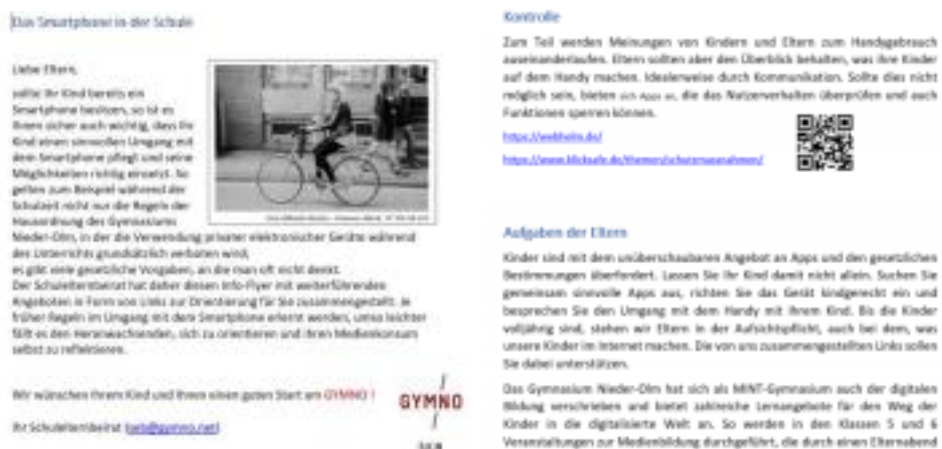 Das Smartphone in der Schule
Liebe Eltern,
sollte Ihr Kind bereits ein
Smartphone besitzen, so ist es
Ihnen sicher auch wichtig, dass Ihr
Kind einen sinnvollen Umgang mit
dem Smartphone pflegt und seine
Möglichkeiten richtig einsetzt. So
gelten zum Beispiel während der
Schulzeit nicht nur die Regeln der
Hausordnung des Gymnasiums
Nieder-Olm, in der die Verwendung privater elektronischer Geräte während
des Unterrichts grundsätzlich verboten wird,
es gibt viele gesetzliche Vorgaben, an die man oft nicht denkt.
Der Schulelternbeirat hat daher diesen Info-Flyer mit weiterführenden
Angeboten in Form von Links zur Orientierung für Sie zusammengestellt. Je
früher Regeln im Umgang mit dem Smartphone erlernt werden, umso leichter
fällt es den Heranwachsenden, sich zu orientieren und ihren Medienkonsum
selbst zu reflektieren.
Wir wünschen Ihrem Kind und Ihnen einen guten Start am GYMNO !
GYMNO
Ihr Schulelternbeirat (seb@gymno.net)
Kontrolle
Zum Teil werden Meinungen von Kindern und Eltern zum Handygebrauch
auseinanderlaufen. Eltern sollten aber den Überblick behalten, was ihre Kinder
auf dem Handy machen. Idealerweise durch Kommunikation. Sollte dies nicht
möglich sein, bieten sich Apps an, die das Nutzerverhalten überprüfen und auch
Funktionen sperren können.
https://webhelm.de/
Aufgaben der Eltern
Kinder sind mit dem unüberschaubaren Angebot an Apps und den gesetzlichen
Bestimmungen überfordert. Lassen Sie Ihr Kind damit nicht allein. Suchen Sie
gemeinsam sinnvolle Apps aus, richten Sie das Gerät kindgerecht ein und
besprechen Sie den Umgang mit dem Handy mit Ihrem Kind. Bis die Kinder
volljährig sind, stehen wir Eltern in der Aufsichtspflicht, auch bei dem, was
unsere Kinder im Internet machen. Die von uns zusammengestellten Links sollen
Sie dabei unterstützen.
Das Gymnasium Nieder-Olm hat sich als MINT-Gymnasium auch der digitalen
Bildung verschrieben und bietet zahlreiche Lernangebote für den Weg der
Kinder in die digitalisierte Welt an. So werden in den Klassen 5 und 6
Veranstaltungen zur Medienbildung durchgeführt, die durch einen Elternabend